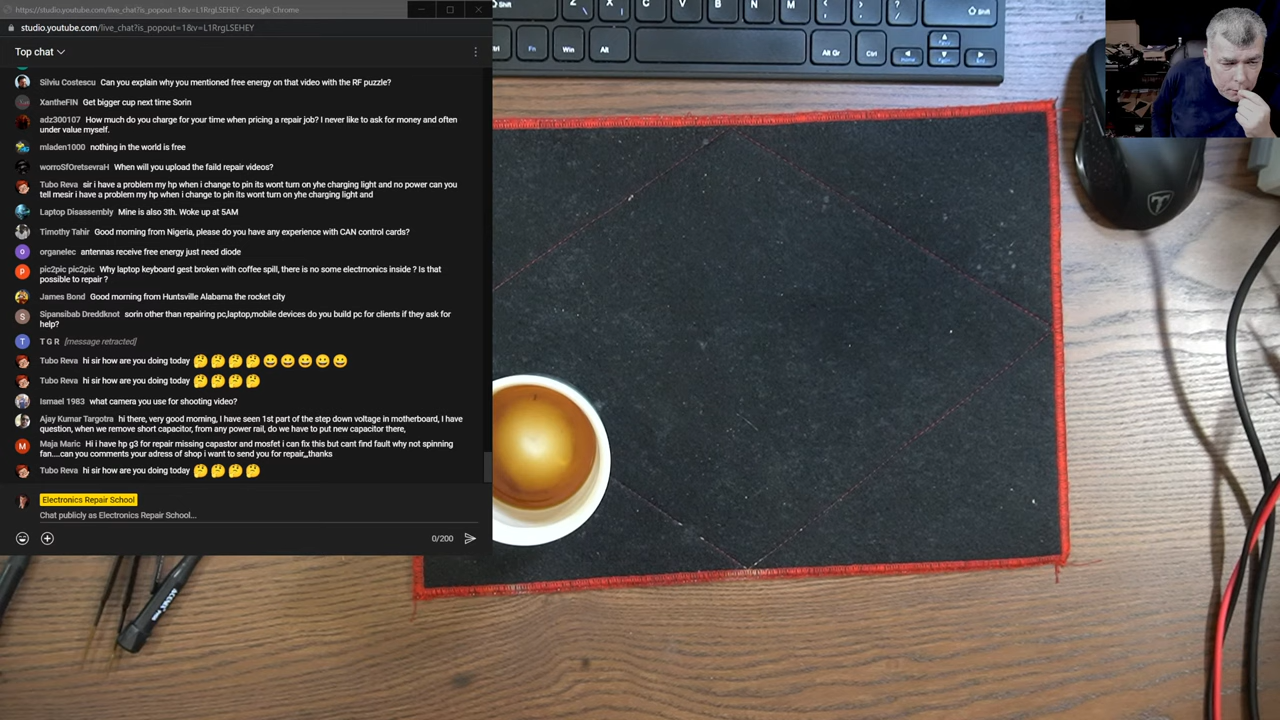 https://studio.youtube.com/live_chat?is_popout=1&v=L1RrgLSEHEY - Google Chrome
studio.youtube.com/live_chat?is_popout=1&v=L1RrgLSEHEY
Top chat
Silviu Costescu Can you explain why you mentioned free energy on that video with the RF puzzle?
XantheFIN Get bigger cup next time Sorin
adz300107 How much do you charge for your time when pricing a repair job? I never like to ask for money and often
under value myself.
mladen1000 nothing in the world is free
worroSfOretsevraH When will you upload the faild repair videos?
Tubo Reva sir i have a problem my hp when i change to pin its wont turn on yhe charging light and no power can you
tell mesir i have a problem my hp when i change to pin its wont turn on yhe charging light and
Laptop Disassembly Mine is also 3th. Woke up at 5AM
Timothy Tahir Good morning from Nigeria, please do you have any experience with CAN control cards?
organelec antennas receive free energy just need diode
pic2pic pic2pic Why laptop keyboard gest broken with coffee spill, there is no some electrmonics inside ? Is that
possible to repair ?
James Bond Good morning from Huntsville Alabama the rocket city
Sipansibab Dreddknot sorin other than repairing pc,laptop,mobile devices do you build pc for clients if they ask for
help?
T G R [message retracted]
Tubo Reva hi sir how are you doing today
Tubo Reva hi sir how are you doing today
Ismael 1983 what camera you use for shooting video?
Ajay Kumar Targotra hi there, very good morning, I have seen 1st part of the step down voltage in motherboard, I have
question, when we remove short capacitor, from any power rail, do we have to put new capacitor there,
Maja Maric Hi i have hp g3 for repair missing capastor and mosfet i can fix this but cant find fault why not spinning
fan....can you comments your adress of shop i want to send you for repair,,thanks
Tubo Reva hi sir how are you doing today
Electronics Repair School
Chat publicly as Electronics Repair School...
0/200
Shift Z X C V B N M Shift
Fn Win Alt Alt Gr Ctrl